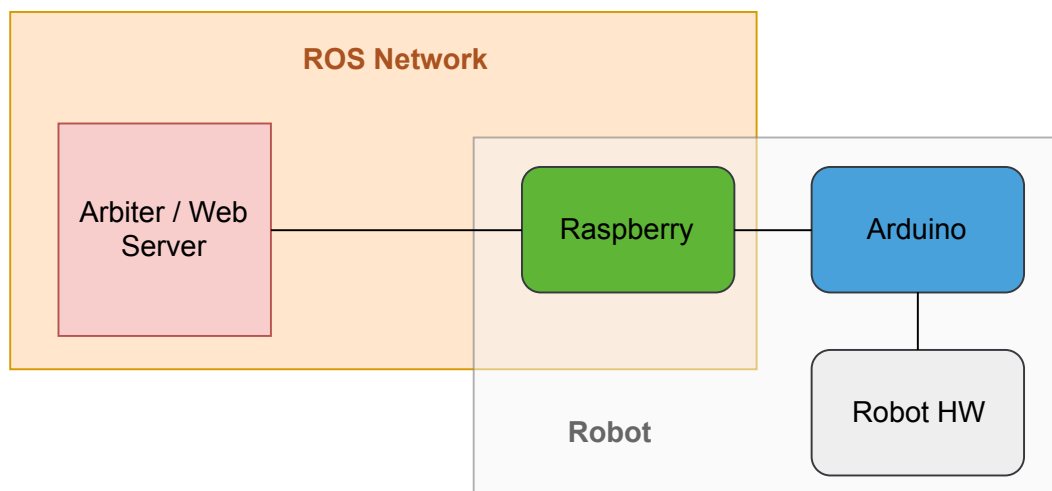 ROS Network
Arbiter / Web
Server
Raspberry
Arduino
Robot HW
Robot